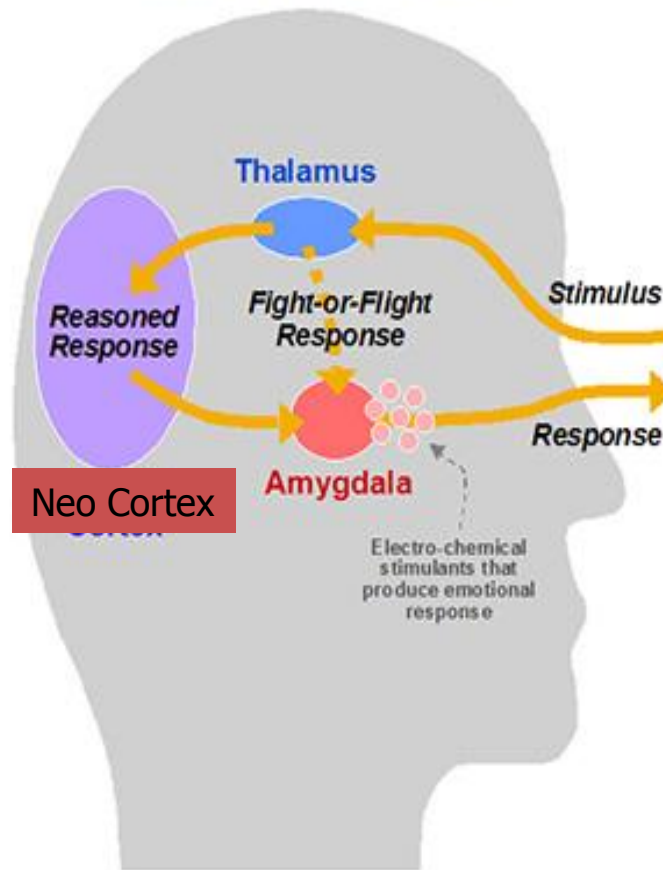 Thalamus
Stimulus
Reasoned
Response
Fight-or-Flight
Response
Response
Amygdala
Neo Cortex
Cortex
Electro-chemical
stimulants that
produce emotional
response